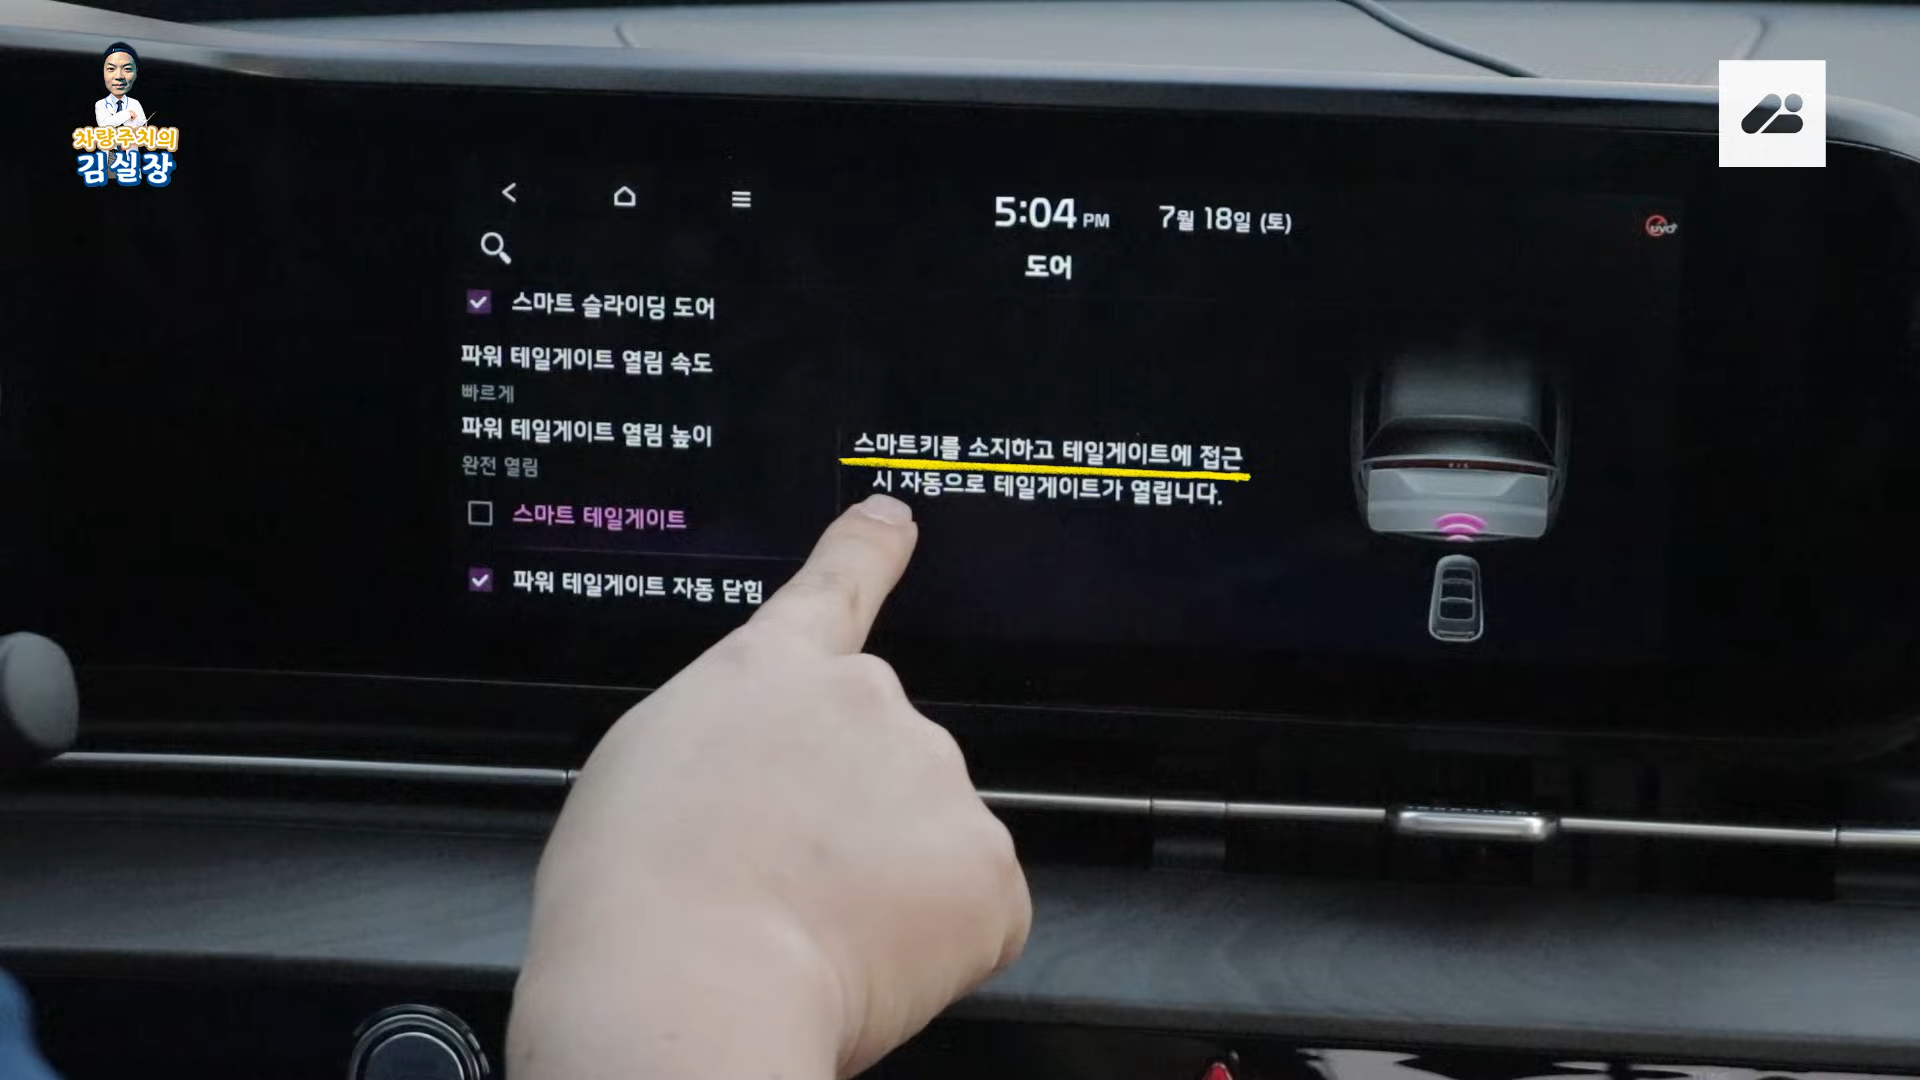 차량주치의
김실장
5:04 PM 7월 18일 (토)
도어
스마트 슬라이딩 도어
파워 테일게이트 열림 속도
빠르게
파워 테일게이트 열림 높이
완전 열림
스마트 테일게이트
파워 테일게이트 자동 닫힘
스마트키를 소지하고 테일게이트에 접근
시 자동으로 테일게이트가 열립니다.